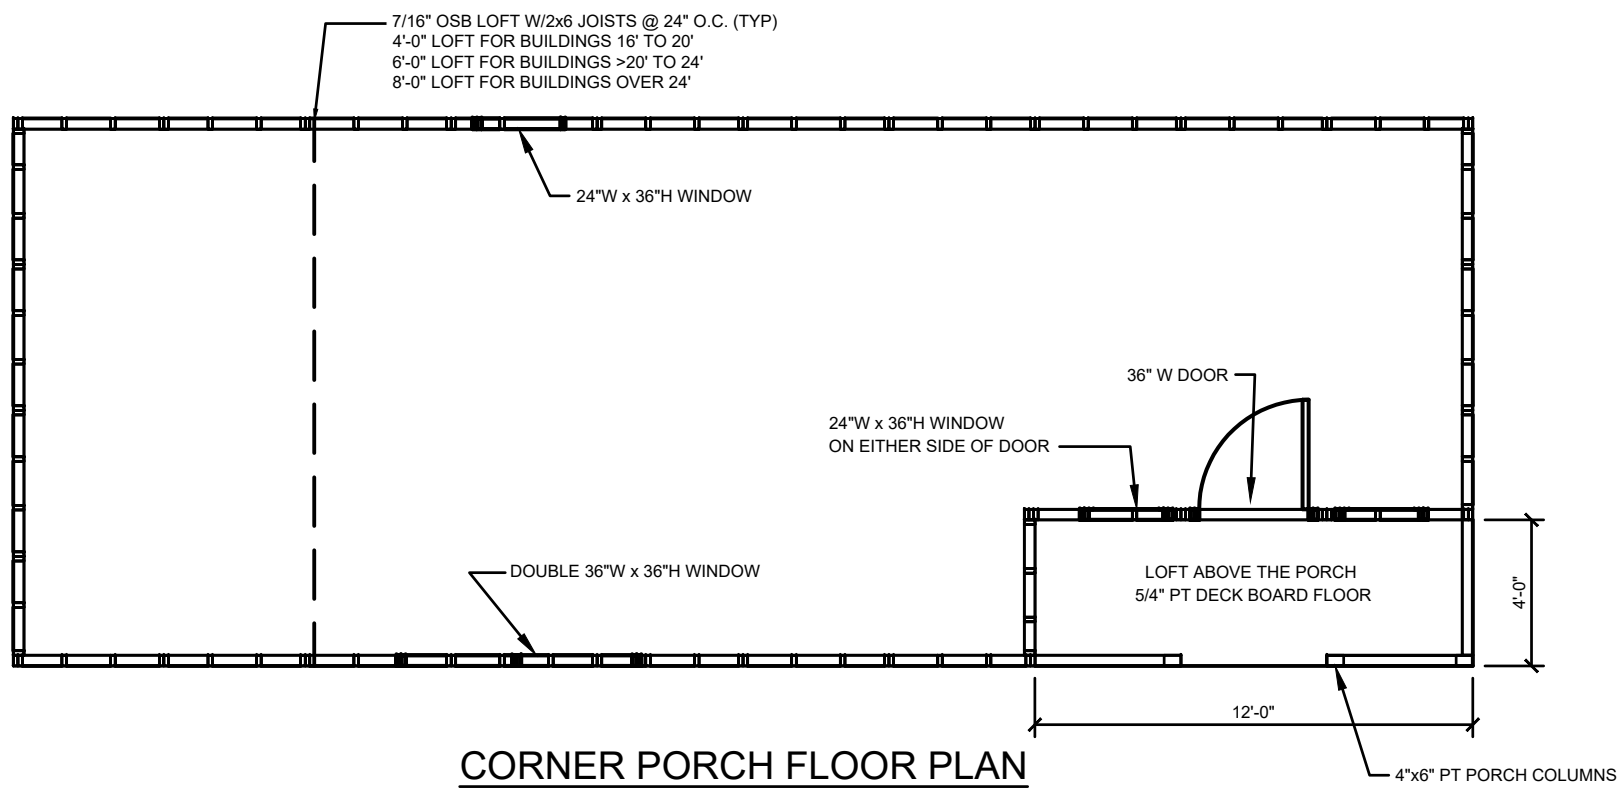 7/16" OSB LOFT W/2x6 JOISTS @ 24" O.C. (TYP)
4'-0" LOFT FOR BUILDINGS 16' TO 20'
6'-0" LOFT FOR BUILDINGS >20' TO 24'
8'-0" LOFT FOR BUILDINGS OVER 24'
24"W x 36"H WINDOW
36" W DOOR
24"W x 36"H WINDOW
ON EITHER SIDE OF DOOR
DOUBLE 36"W x 36"H WINDOW
LOFT ABOVE THE PORCH
5/4" PT DECK BOARD FLOOR
4'-0"
12'-0"
CORNER PORCH FLOOR PLAN
4"x6" PT PORCH COLUMNS